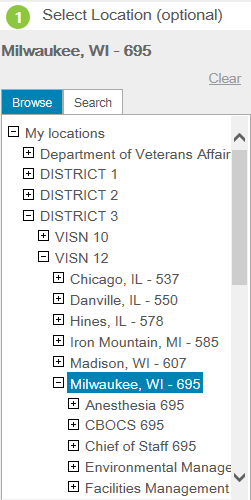 1 Select Location (optional)
Milwaukee, WI - 695
Clear
Browse Search
My locations
Department of Veterans Affair
DISTRICT 1
DISTRICT 2
DISTRICT 3
VISN 10
VISN 12
Chicago, IL - 537
Danville, IL - 550
Hines, IL - 578
Iron Mountain, MI - 585
Madison, WI - 607
Milwaukee, WI - 695
Anesthesia 695
CBOCS 695
Chief of Staff 695
Environmental Manage
Facilities Management